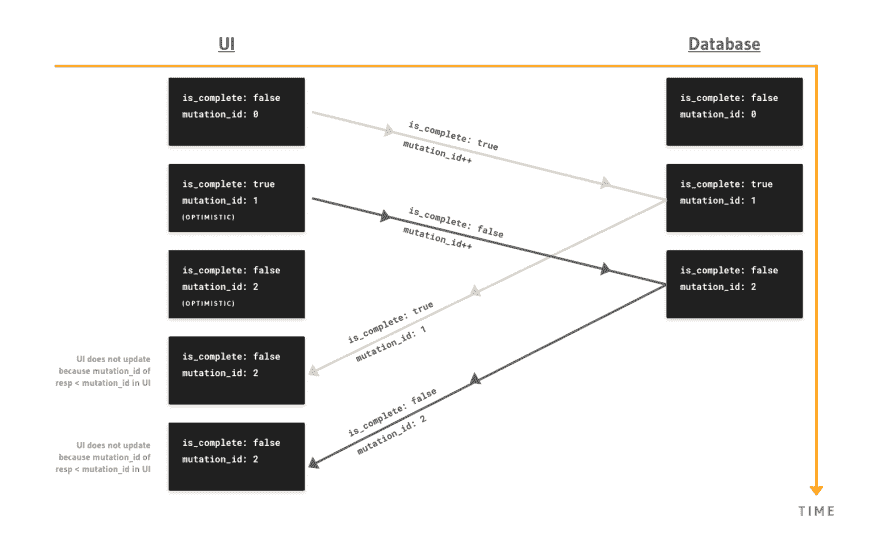 UI
Database
is_complete: false
mutation_id: 0
is_complete: false
mutation_id: 0
is_complete: true
mutation_id++
is_complete: true
mutation_id: 1
(OPTIMISTIC)
is_complete: true
mutation_id: 1
is_complete: false
mutation_id++
is_complete: false
mutation_id: 2
(OPTIMISTIC)
is_complete: false
mutation_id: 2
is_complete: true
mutation_id: 1
UI does not update
because mutation_id of
resp < mutation_id in UI
is_complete: false
mutation_id: 2
is_complete: false
mutation_id: 2
UI does not update
because mutation_id of
resp < mutation_id in UI
is_complete: false
mutation_id: 2
TIME